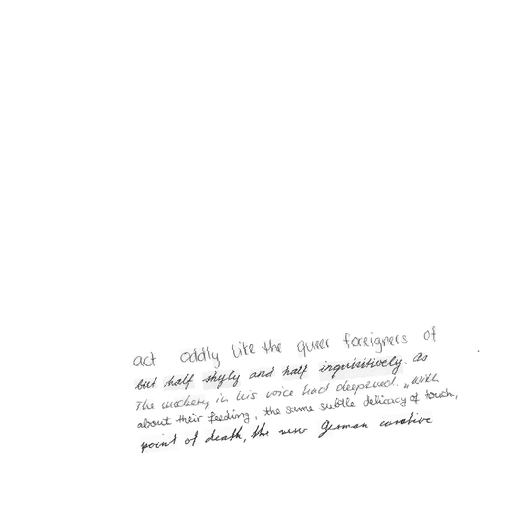 act oddly like the queer foreigners of
but half shyly and half inquisitively. As
The mockery in his voice had deepened. "With
about their feeding, the same subtle delicacy of touch,
point of death, the new German curative